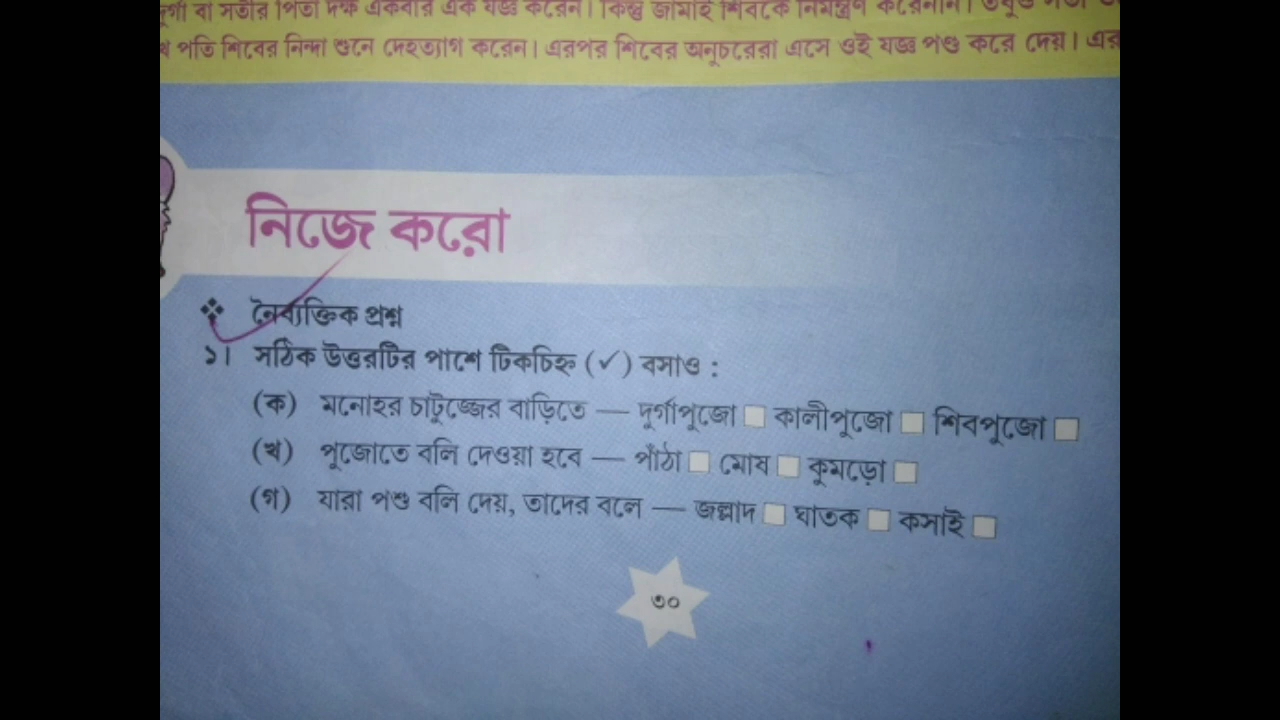 বা সতীর পিতা দক্ষ একবার এক যজ্ঞ করেন। কিন্তু জামাই শিবকে নিমন্ত্রণ করেননি। তবুও সতী
পতি শিবের নিন্দা শুনে দেহত্যাগ করেন। এরপর শিবের অনুচরেরা এসে ওই যজ্ঞ পণ্ড করে দেয়।
নিজে করো
❖ নৈর্ব্যক্তিক প্রশ্ন
১। সঠিক উত্তরটির পাশে টিকচিহ্ন (✓) বসাও :
(ক) মনোহর চাটুজ্জের বাড়িতে — দুর্গাপুজো □ কালীপুজো □ শিবপুজো □
(খ) পুজোতে বলি দেওয়া হবে — পাঁঠা □ মোষ □ কুমড়ো □
(গ) যারা পশু বলি দেয়, তাদের বলে — জল্লাদ □ ঘাতক □ কসাই □
৩০